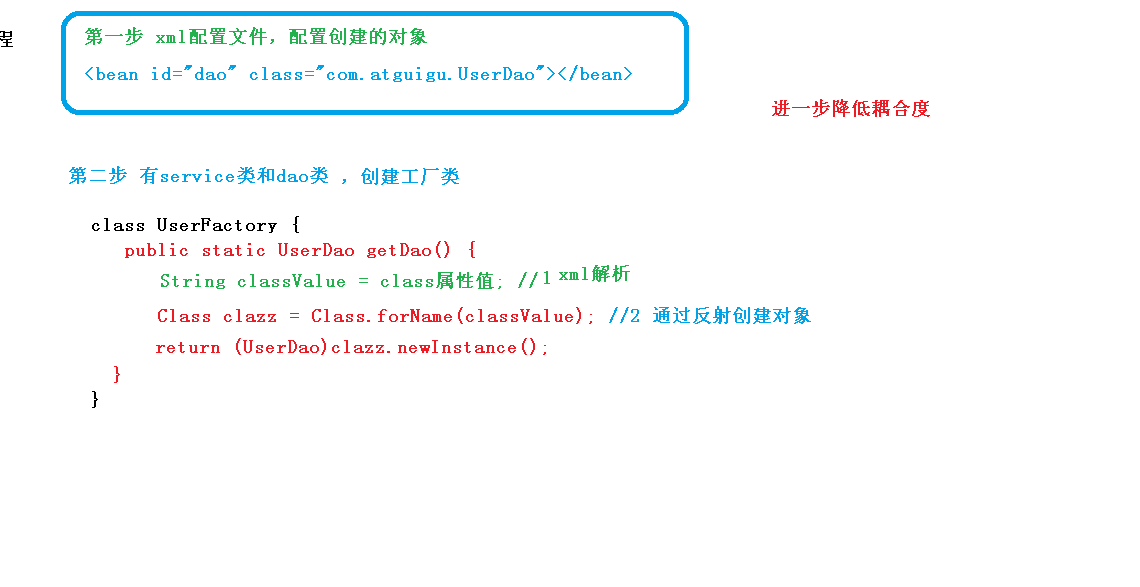 程
第一步 xml配置文件，配置创建的对象
<bean id="dao" class="com.atguigu.UserDao"></bean>
进一步降低耦合度
第二步 有service类和dao类 ，创建工厂类
class UserFactory {
public static UserDao getDao() {
String classValue = class属性值; //1 xml解析
Class clazz = Class.forName(classValue); //2 通过反射创建对象
return (UserDao)clazz.newInstance();
}
}